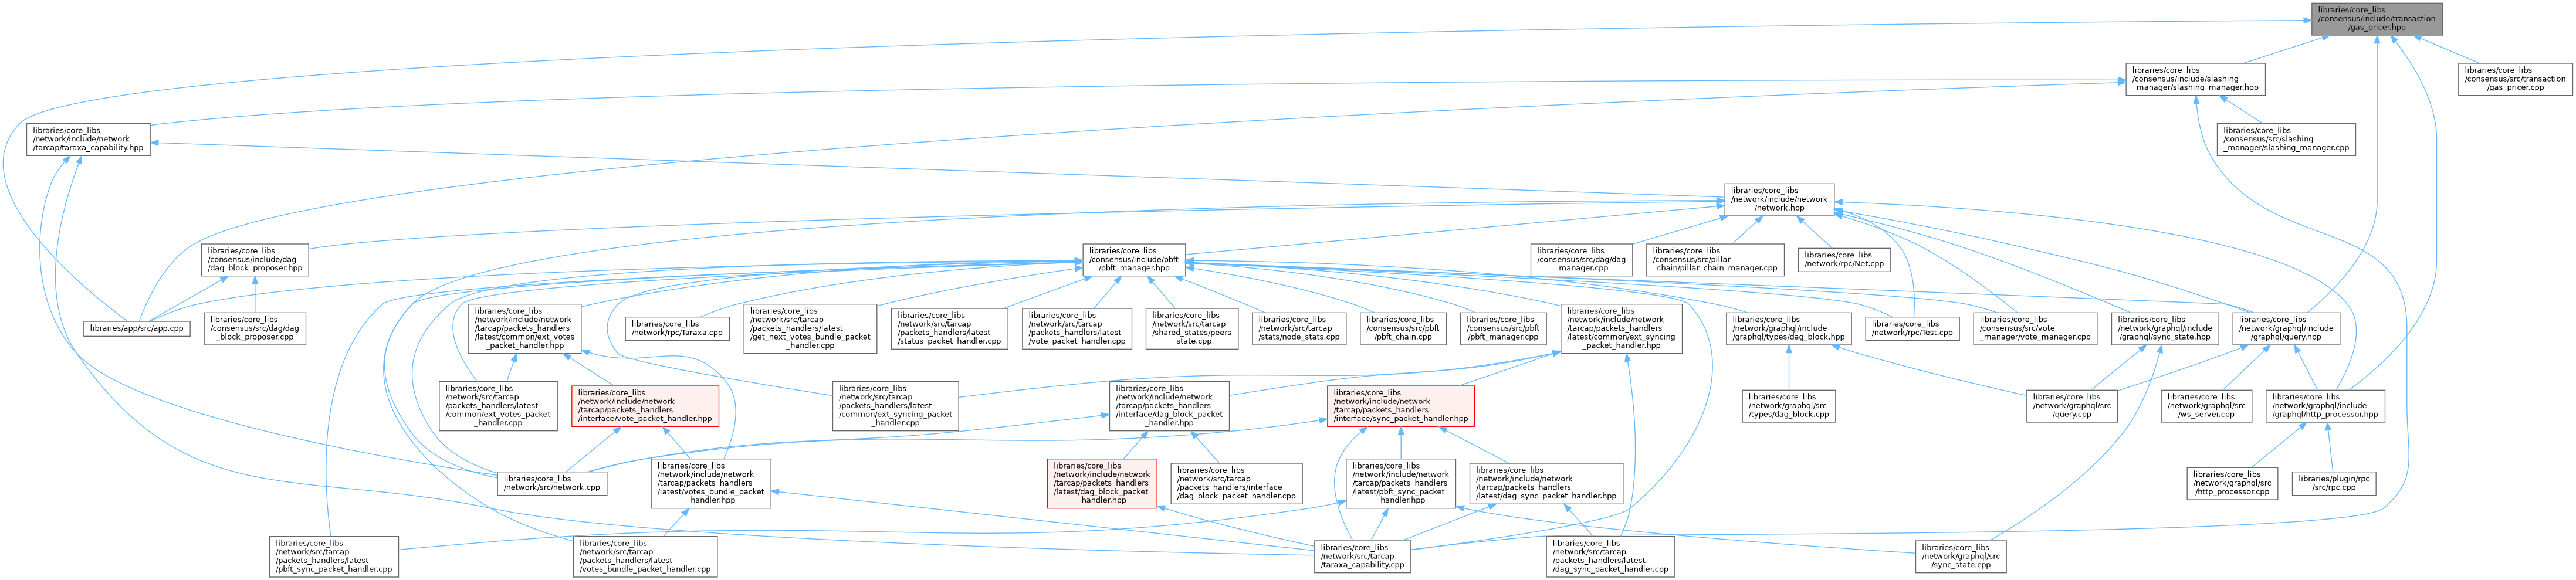 libraries/core_libs
/consensus/include/transaction
/gas_pricer.hpp
libraries/core_libs
/consensus/include/slashing
_manager/slashing_manager.hpp
libraries/core_libs
/consensus/src/transaction
/gas_pricer.cpp
libraries/core_libs
/network/include/network
/tarcap/taraxa_capability.hpp
libraries/core_libs
/consensus/src/slashing
_manager/slashing_manager.cpp
libraries/core_libs
/network/include/network
/network.hpp
libraries/core_libs
/consensus/include/dag
/dag_block_proposer.hpp
libraries/core_libs
/consensus/include/pbft
/pbft_manager.hpp
libraries/core_libs
/consensus/src/dag/dag
_manager.cpp
libraries/core_libs
/consensus/src/pillar
_chain/pillar_chain_manager.cpp
libraries/core_libs
/network/rpc/Net.cpp
libraries/app/src/app.cpp
libraries/core_libs
/consensus/src/dag/dag
_block_proposer.cpp
libraries/core_libs
/network/include/network
/tarcap/packets_handlers
/latest/common/ext_votes
_packet_handler.hpp
libraries/core_libs
/network/rpc/Taraxa.cpp
libraries/core_libs
/network/src/tarcap
/packets_handlers/latest
/get_next_votes_bundle_packet
_handler.cpp
libraries/core_libs
/network/src/tarcap
/packets_handlers/latest
/status_packet_handler.cpp
libraries/core_libs
/network/src/tarcap
/packets_handlers/latest
/vote_packet_handler.cpp
libraries/core_libs
/network/src/tarcap
/shared_states/peers
_state.cpp
libraries/core_libs
/network/src/tarcap
/stats/node_stats.cpp
libraries/core_libs
/consensus/src/pbft
/pbft_chain.cpp
libraries/core_libs
/consensus/src/pbft
/pbft_manager.cpp
libraries/core_libs
/network/include/network
/tarcap/packets_handlers
/latest/common/ext_syncing
_packet_handler.hpp
libraries/core_libs
/network/graphql/include
/graphql/types/dag_block.hpp
libraries/core_libs
/network/rpc/Test.cpp
libraries/core_libs
/consensus/src/vote
_manager/vote_manager.cpp
libraries/core_libs
/network/graphql/include
/graphql/sync_state.hpp
libraries/core_libs
/network/graphql/include
/graphql/query.hpp
libraries/core_libs
/network/src/tarcap
/packets_handlers/latest
/common/ext_votes_packet
_handler.cpp
libraries/core_libs
/network/include/network
/tarcap/packets_handlers
/interface/vote_packet_handler.hpp
libraries/core_libs
/network/src/tarcap
/packets_handlers/latest
/common/ext_syncing_packet
_handler.cpp
libraries/core_libs
/network/include/network
/tarcap/packets_handlers
/interface/dag_block_packet
_handler.hpp
libraries/core_libs
/network/include/network
/tarcap/packets_handlers
/interface/sync_packet_handler.hpp
libraries/core_libs
/network/graphql/src
/types/dag_block.cpp
libraries/core_libs
/network/graphql/src
/query.cpp
libraries/core_libs
/network/graphql/src
/ws_server.cpp
libraries/core_libs
/network/graphql/include
/graphql/http_processor.hpp
libraries/core_libs
/network/src/network.cpp
libraries/core_libs
/network/include/network
/tarcap/packets_handlers
/latest/votes_bundle_packet
_handler.hpp
libraries/core_libs
/network/include/network
/tarcap/packets_handlers
/latest/dag_block_packet
_handler.hpp
libraries/core_libs
/network/src/tarcap
/packets_handlers/interface
/dag_block_packet_handler.cpp
libraries/core_libs
/network/include/network
/tarcap/packets_handlers
/latest/pbft_sync_packet
_handler.hpp
libraries/core_libs
/network/include/network
/tarcap/packets_handlers
/latest/dag_sync_packet_handler.hpp
libraries/core_libs
/network/graphql/src
/http_processor.cpp
libraries/plugin/rpc
/src/rpc.cpp
libraries/core_libs
/network/src/tarcap
/packets_handlers/latest
/pbft_sync_packet_handler.cpp
libraries/core_libs
/network/src/tarcap
/packets_handlers/latest
/votes_bundle_packet_handler.cpp
libraries/core_libs
/network/src/tarcap
/taraxa_capability.cpp
libraries/core_libs
/network/src/tarcap
/packets_handlers/latest
/dag_sync_packet_handler.cpp
libraries/core_libs
/network/graphql/src
/sync_state.cpp